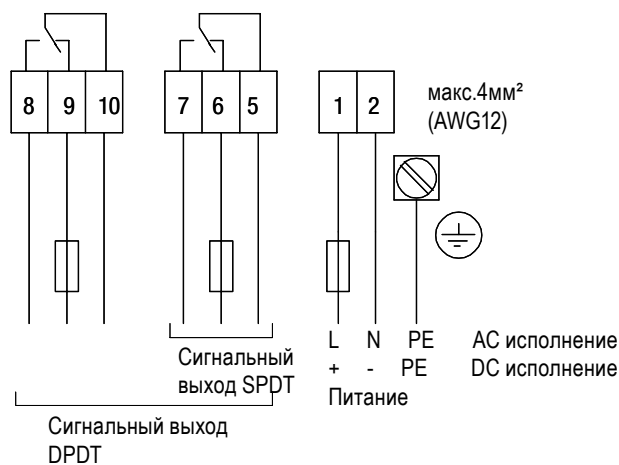 8 9 10 7 6 5 1 2
макс.4мм²
(AWG12)
L N PE AC исполнение
+ - PE DC исполнение
Питание
Сигнальный
выход SPDT
Сигнальный выход
DPDT